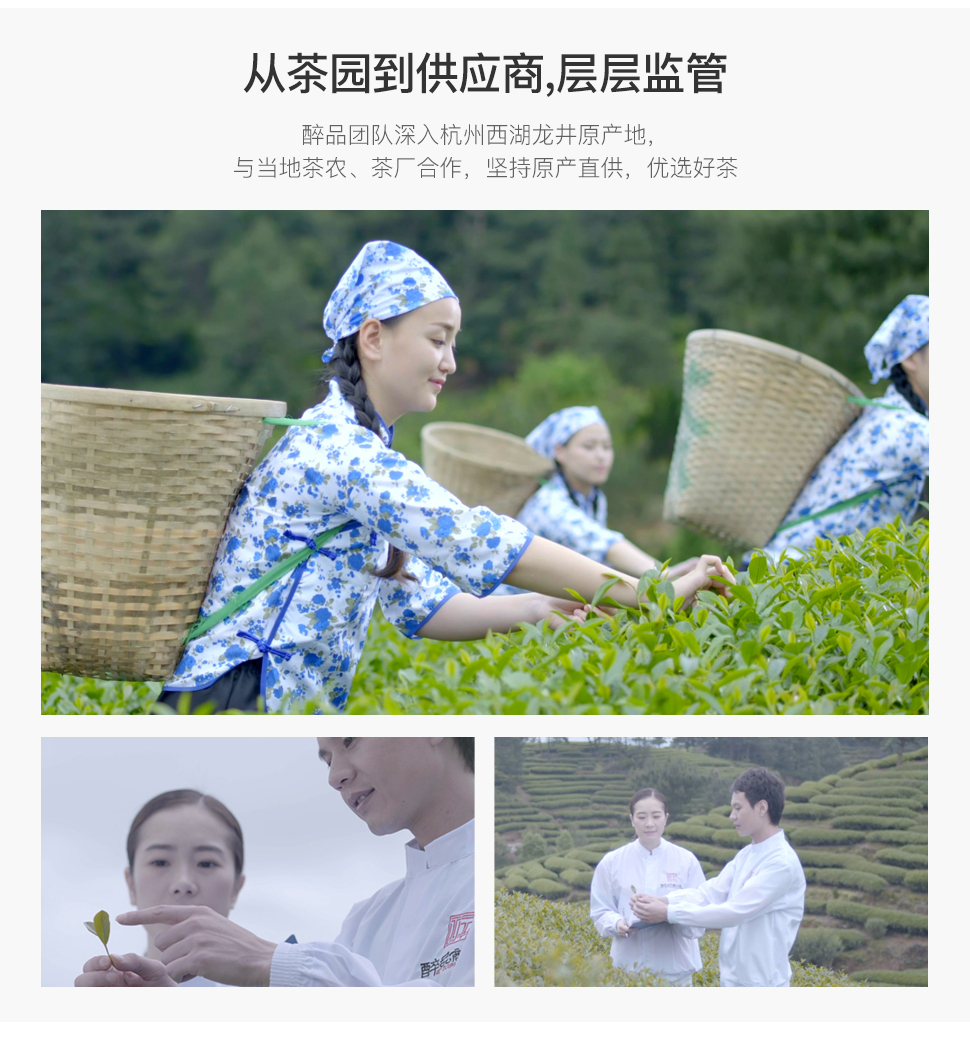 从茶园到供应商,层层监管
醉品团队深入杭州西湖龙井原产地,
与当地茶农、茶厂合作，坚持原产直供，优选好茶